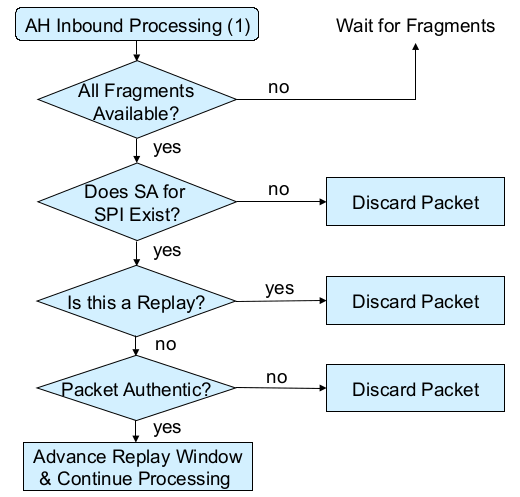 AH Inbound Processing (1)
Wait for Fragments
All Fragments
Available?
no
yes
Does SA for
SPI Exist?
no
Discard Packet
yes
Is this a Replay?
yes
Discard Packet
no
Packet Authentic?
no
Discard Packet
yes
Advance Replay Window
& Continue Processing